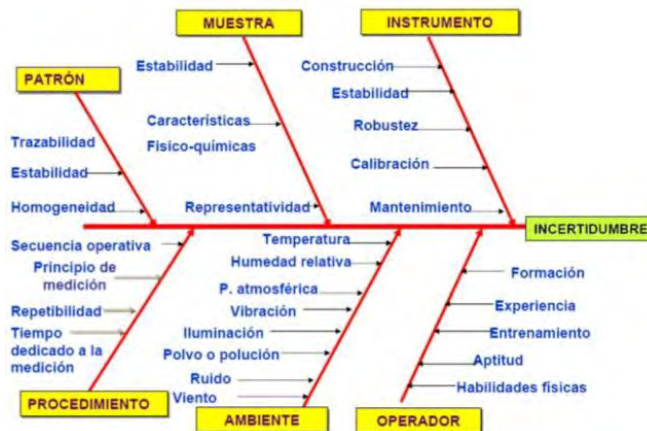 MUESTRA
INSTRUMENTO
PATRÓN
Estabilidad
Características
Fisico-químicas
Representatividad
Construcción
Estabilidad
Robustez
Calibración
Mantenimiento
Trazabilidad
Estabilidad
Homogeneidad
INCERTIDUMBRE
Secuencia operativa
Principio de
medición
Repetibilidad
Tiempo
dedicado a la
medición
Temperatura
Humedad relativa
P. atmosférica
Vibración
Iluminación
Polvo o polución
Ruido
Viento
Formación
Experiencia
Entrenamiento
Aptitud
Habilidades físicas
PROCEDIMIENTO
AMBIENTE
OPERADOR